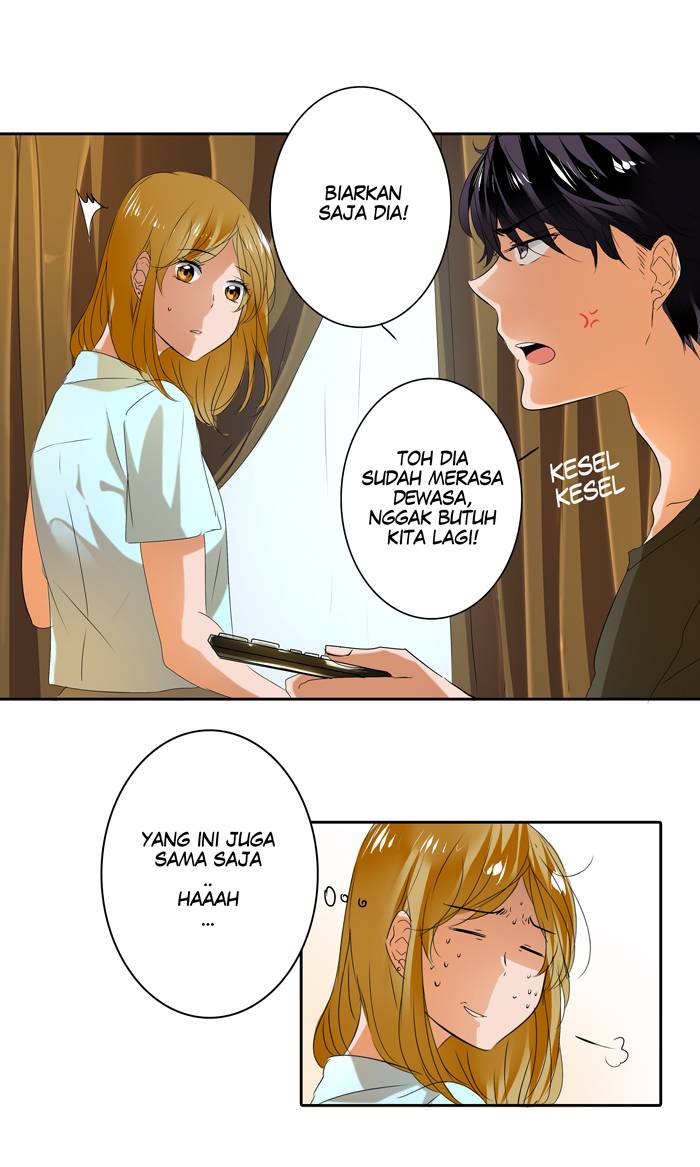 BIARKAN
SAJA DIA!
TOH DIA
SUDAH MERASA
DEWASA,
NGGAK BUTUH
KITA LAGI!
KESEL
KESEL
YANG INI JUGA
SAMA SAJA
..
HAAAH
...